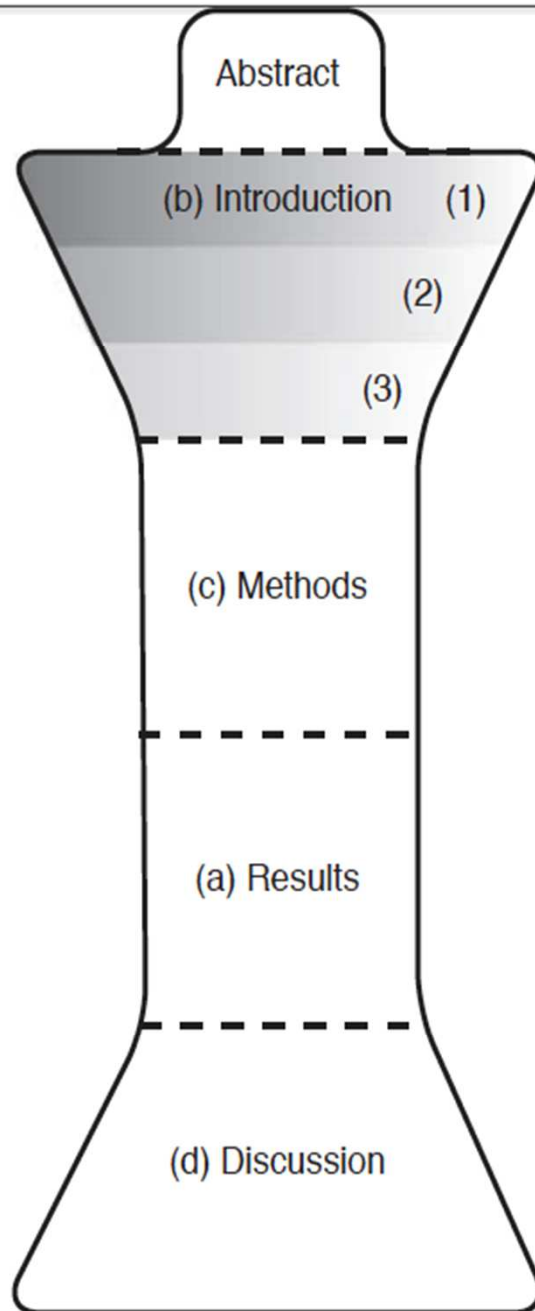 Abstract
(b) Introduction (1)
(2)
(3)
(c) Methods
(a) Results
(d) Discussion